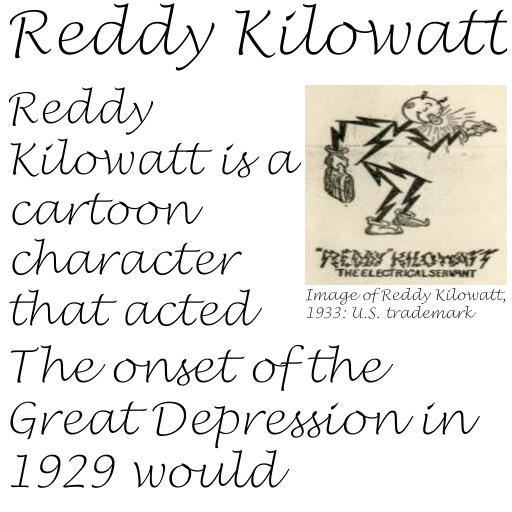 Reddy Kilowatt
Reddy
Kilowatt is a
cartoon
character
that acted
"REDDY" KILOWATT
THE ELECTRICAL SERVANT
Image of Reddy Kilowatt,
1933: U.S. trademark
The onset of the
Great Depression in
1929 would